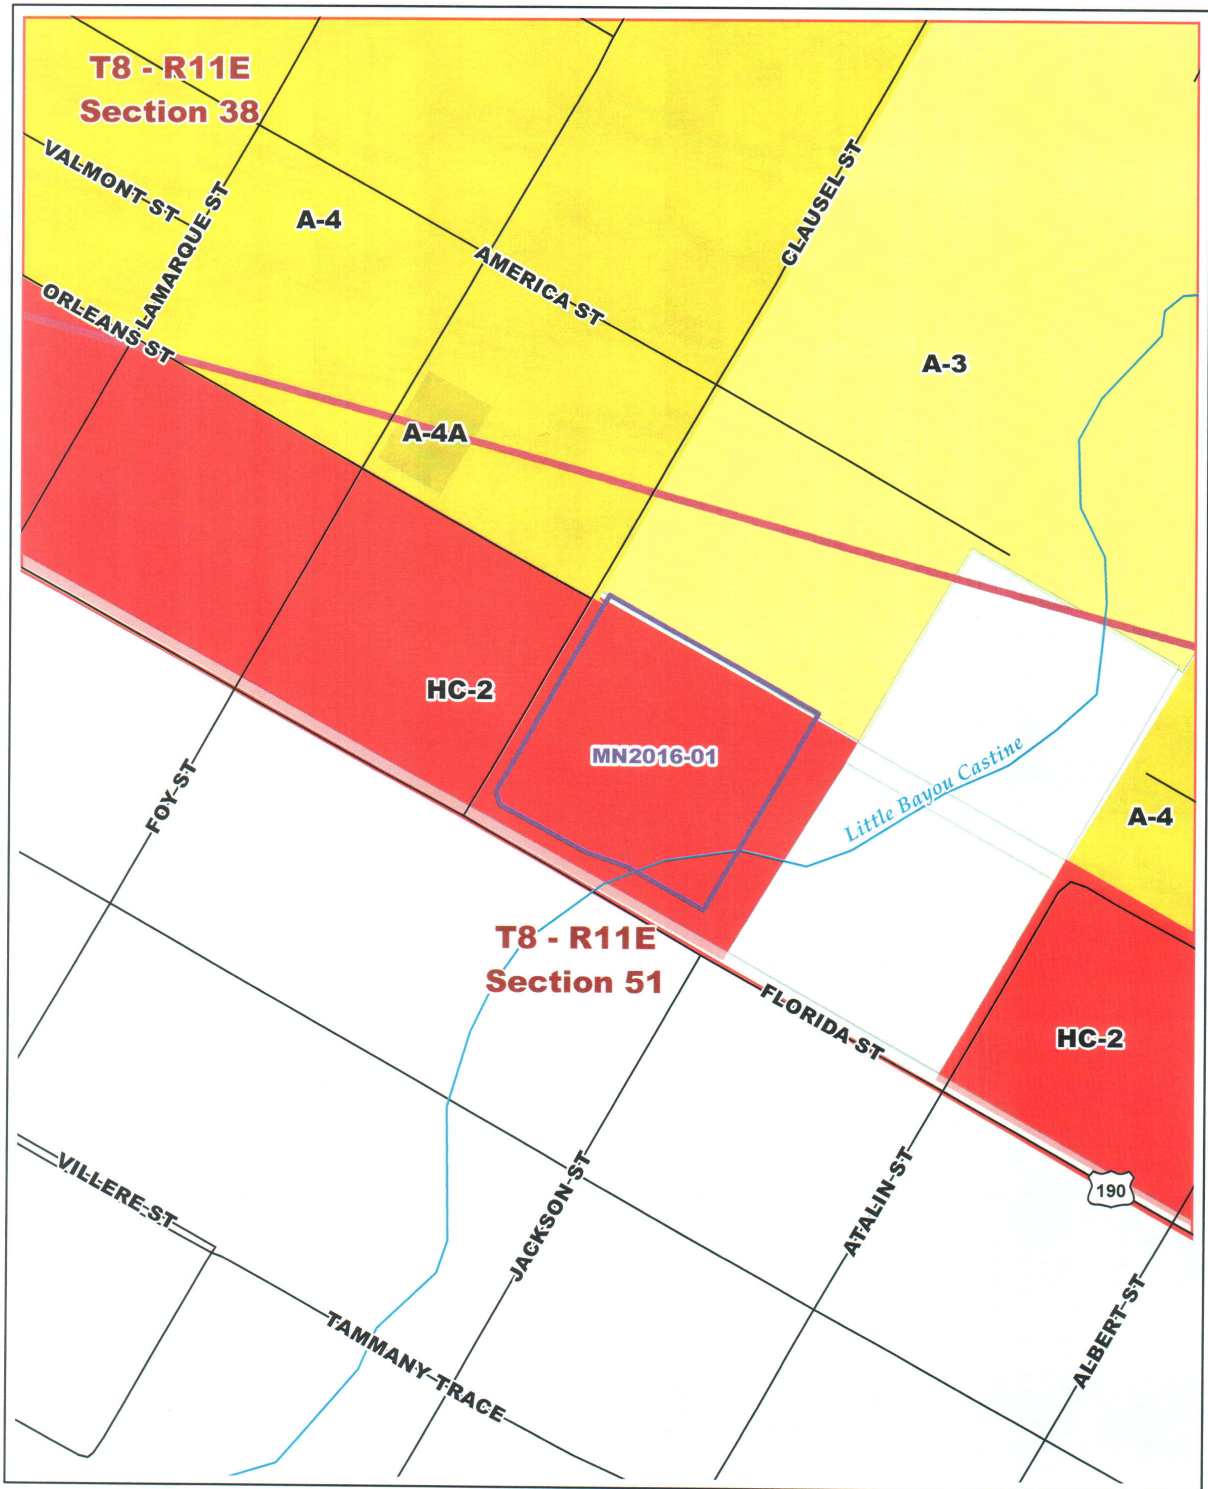 T8 - R11E
Section 38
VALMONT ST
LAMARQUE ST
A-4
CLAUSEL ST
AMERICA ST
ORLEANS ST
A-3
A-4A
HC-2
MN2016-01
Little Bayou Castine
FOY ST
A-4
T8 - R11E
Section 51
FLORIDA ST
HC-2
VILLERE ST
JACKSON ST
ATALIN ST
190
ALBERT ST
TAMMANY TRACE